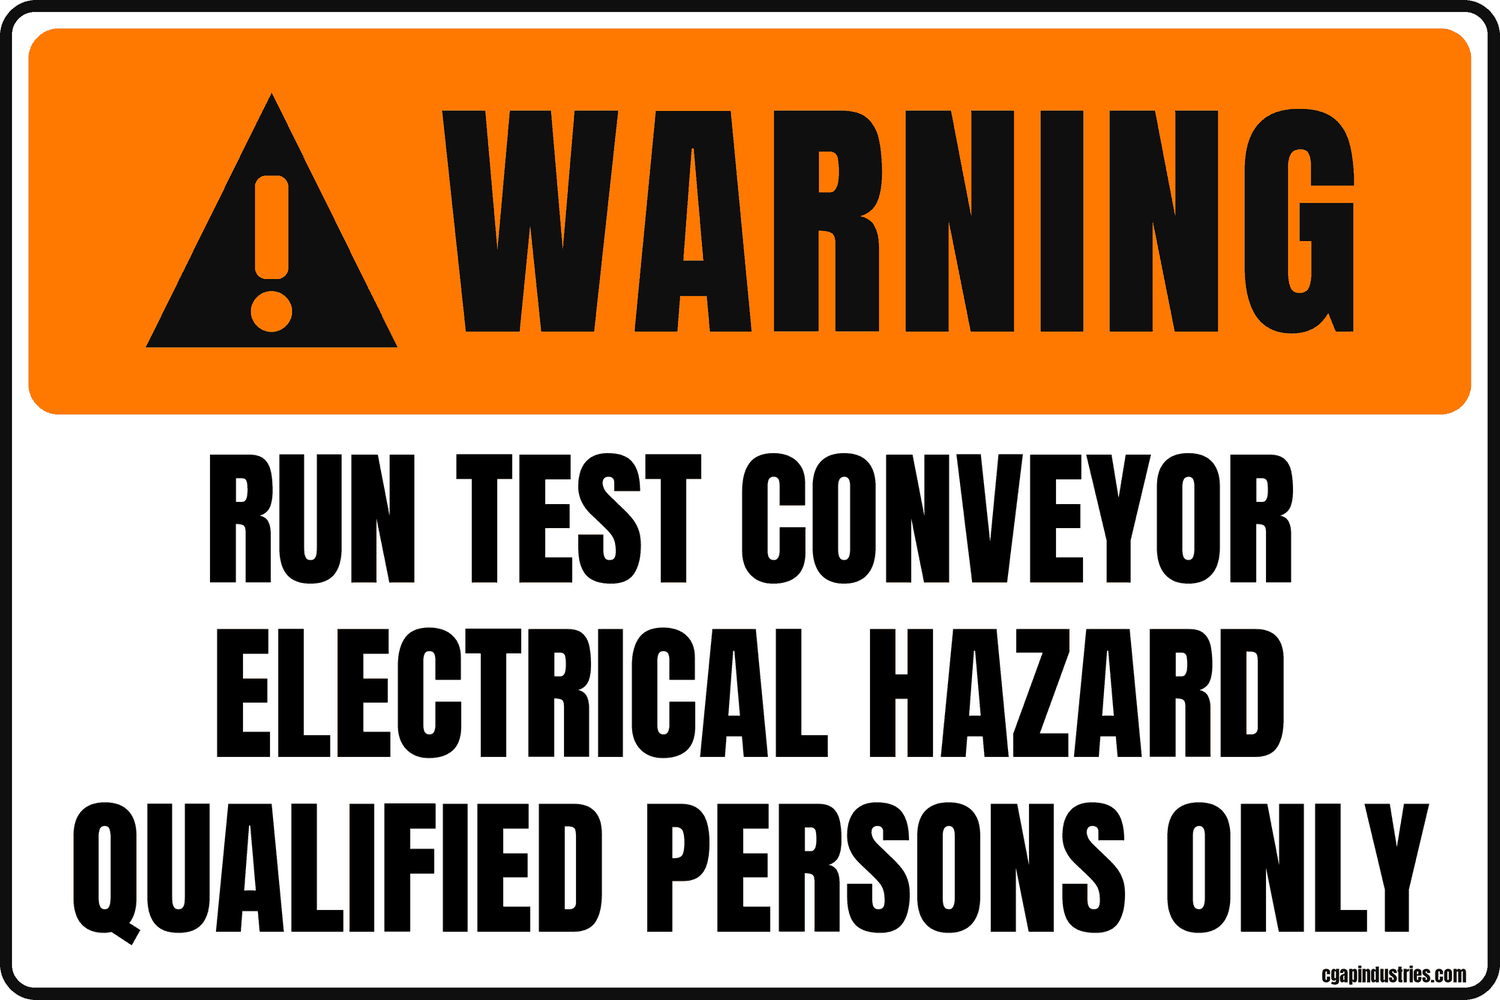 WARNING
RUN TEST CONVEYOR
ELECTRICAL HAZARD
QUALIFIED PERSONS ONLY
cgapindustries.com